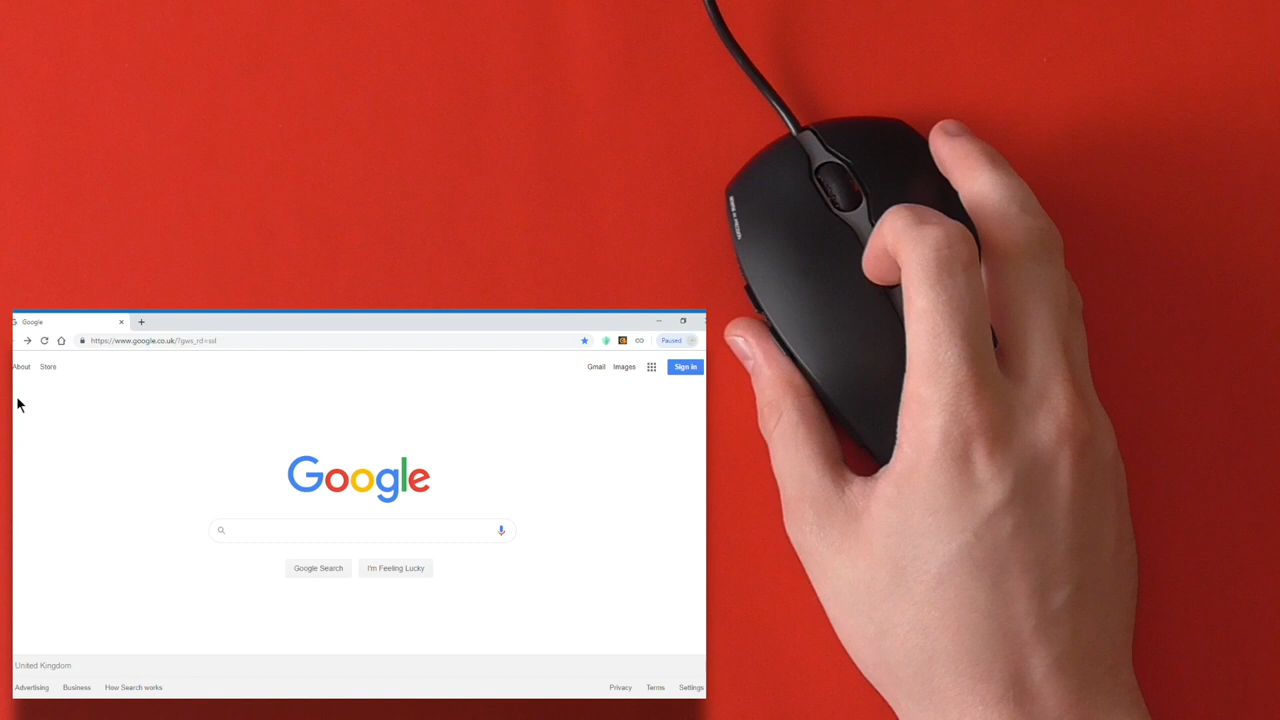 Google
https://www.google.co.uk/?gws_rd=ssl
Paused
About Store
Gmail Images
Sign in
Google
Google Search I'm Feeling Lucky
United Kingdom
Advertising Business How Search works
Privacy Terms Settings